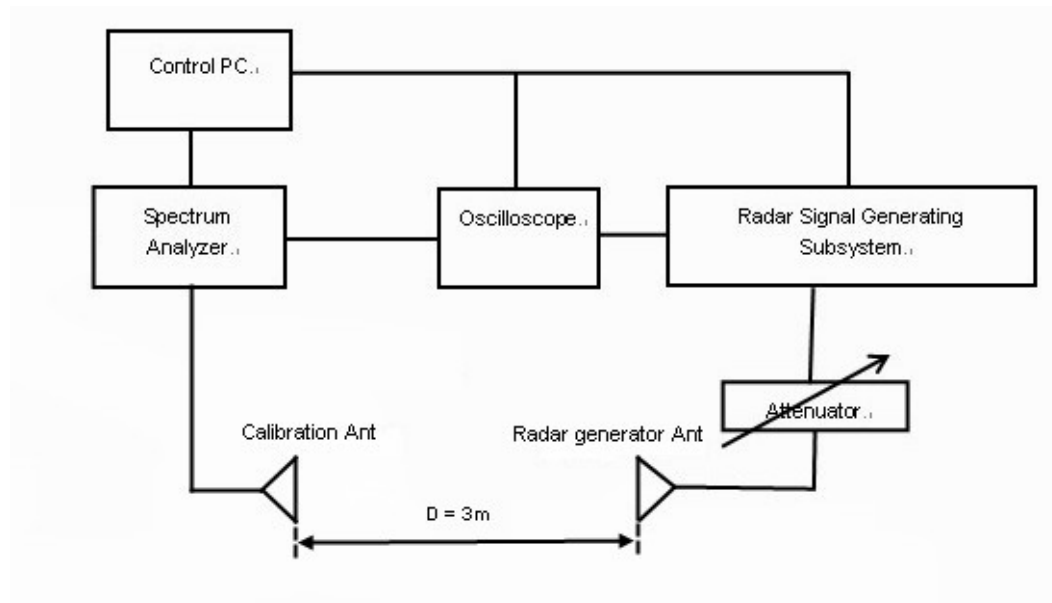 Control PC.
Spectrum
Analyzer.
Oscilloscope.
Radar Signal Generating
Subsystem.
Attenuator.
Calibration Ant
Radar generator Ant
D = 3m